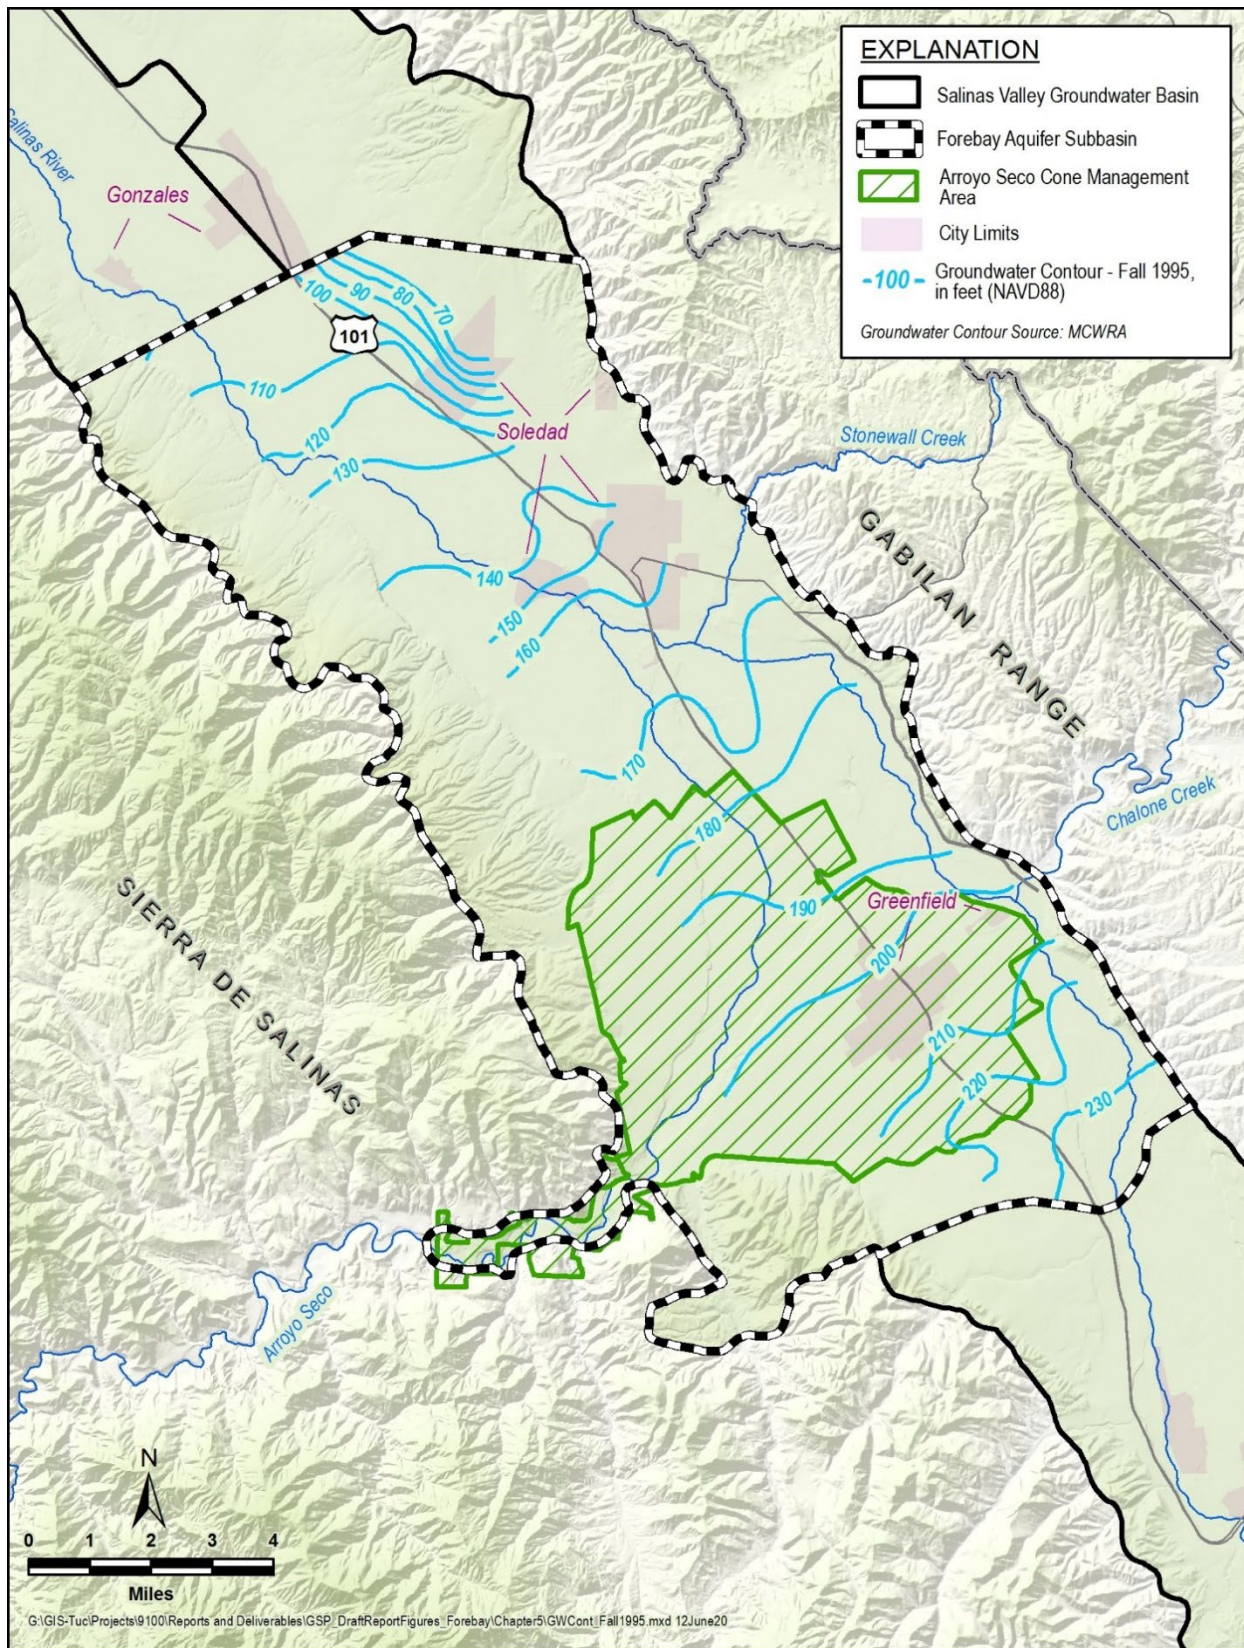 EXPLANATION
Salinas Valley Groundwater Basin
Forebay Aquifer Subbasin
Arroyo Seco Cone Management
Area
City Limits
-100- Groundwater Contour - Fall 1995,
in feet (NAVD88)
Groundwater Contour Source: MCWRA
Salinas River
Gonzales
100
90
80
70
101
110
120
130
Soledad
Stonewall Creek
GABILAN RANGE
140
150
160
170
180
Chalone Creek
190
Greenfield
200
SIERRA DE SALINAS
210
220
230
Arroyo Seco
N
0 1 2 3 4
Miles
G:\GIS-Tuc\Projects\9100\Reports and Deliverables\GSP_DraftReportFigures_Forebay\Chapter5\GWCont_Fall1995.mxd 12June20